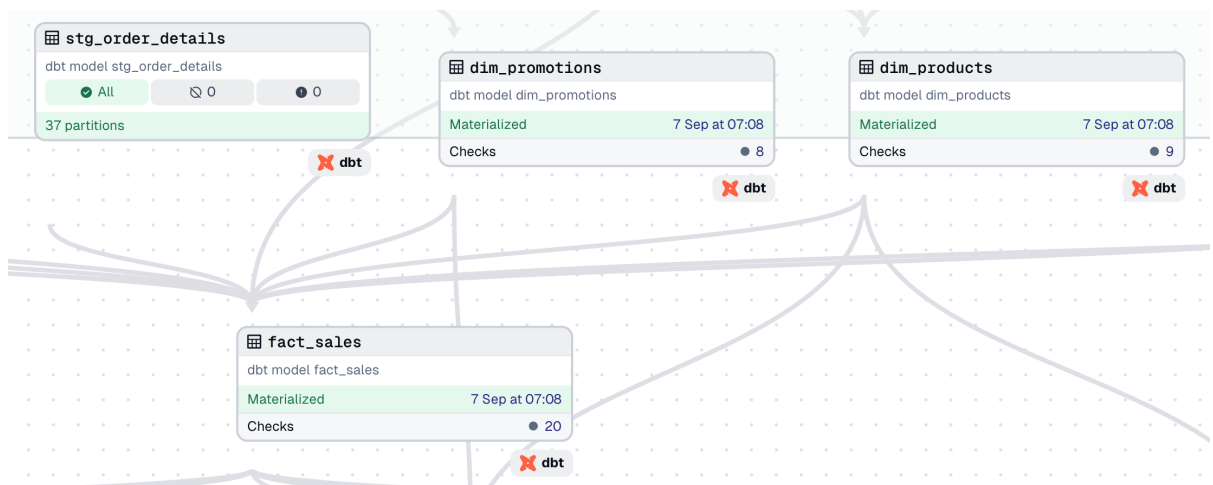 stg_order_details
dbt model stg_order_details
All 0 0
37 partitions
dbt
dim_promotions
dbt model dim_promotions
Materialized 7 Sep at 07:08
Checks 8
dbt
dim_products
dbt model dim_products
Materialized 7 Sep at 07:08
Checks 9
dbt
fact_sales
dbt model fact_sales
Materialized 7 Sep at 07:08
Checks 20
dbt